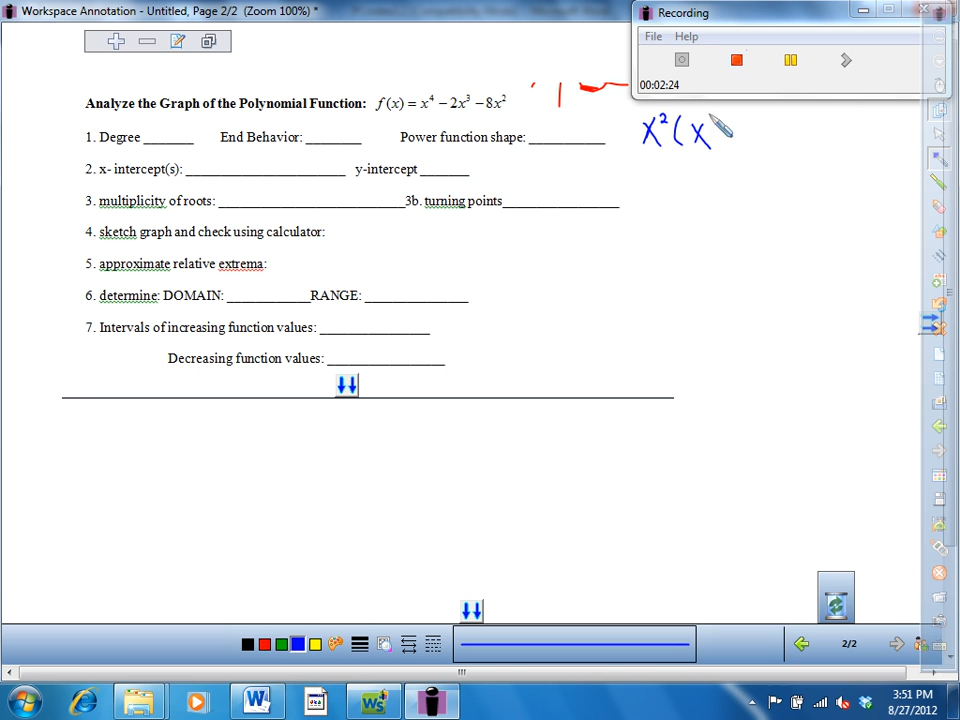 Workspace Annotation - Untitled, Page 2/2 (Zoom 100%) *
Recording
File Help
00:02:24
Analyze the Graph of the Polynomial Function: f(x) = x⁴ − 2x³ − 8x²
x²(x
1. Degree _______ End Behavior: ________ Power function shape: ___________
2. x- intercept(s): _______________________ y-intercept _______
3. multiplicity of roots: ___________________________3b. turning points_________________
4. sketch graph and check using calculator:
5. approximate relative extrema:
6. determine: DOMAIN: ____________RANGE: _______________
7. Intervals of increasing function values: ________________
Decreasing function values: _________________
2/2
3:51 PM
8/27/2012